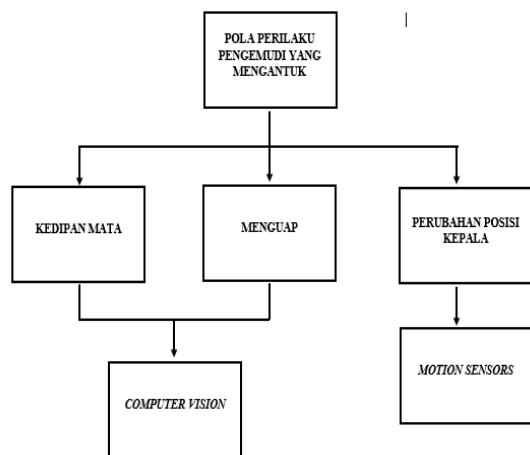 POLA PERILAKU
PENGEMUDI YANG
MENGANTUK
KEDIPAN MATA
MENGUAP
PERUBAHAN POSISI
KEPALA
COMPUTER VISION
MOTION SENSORS